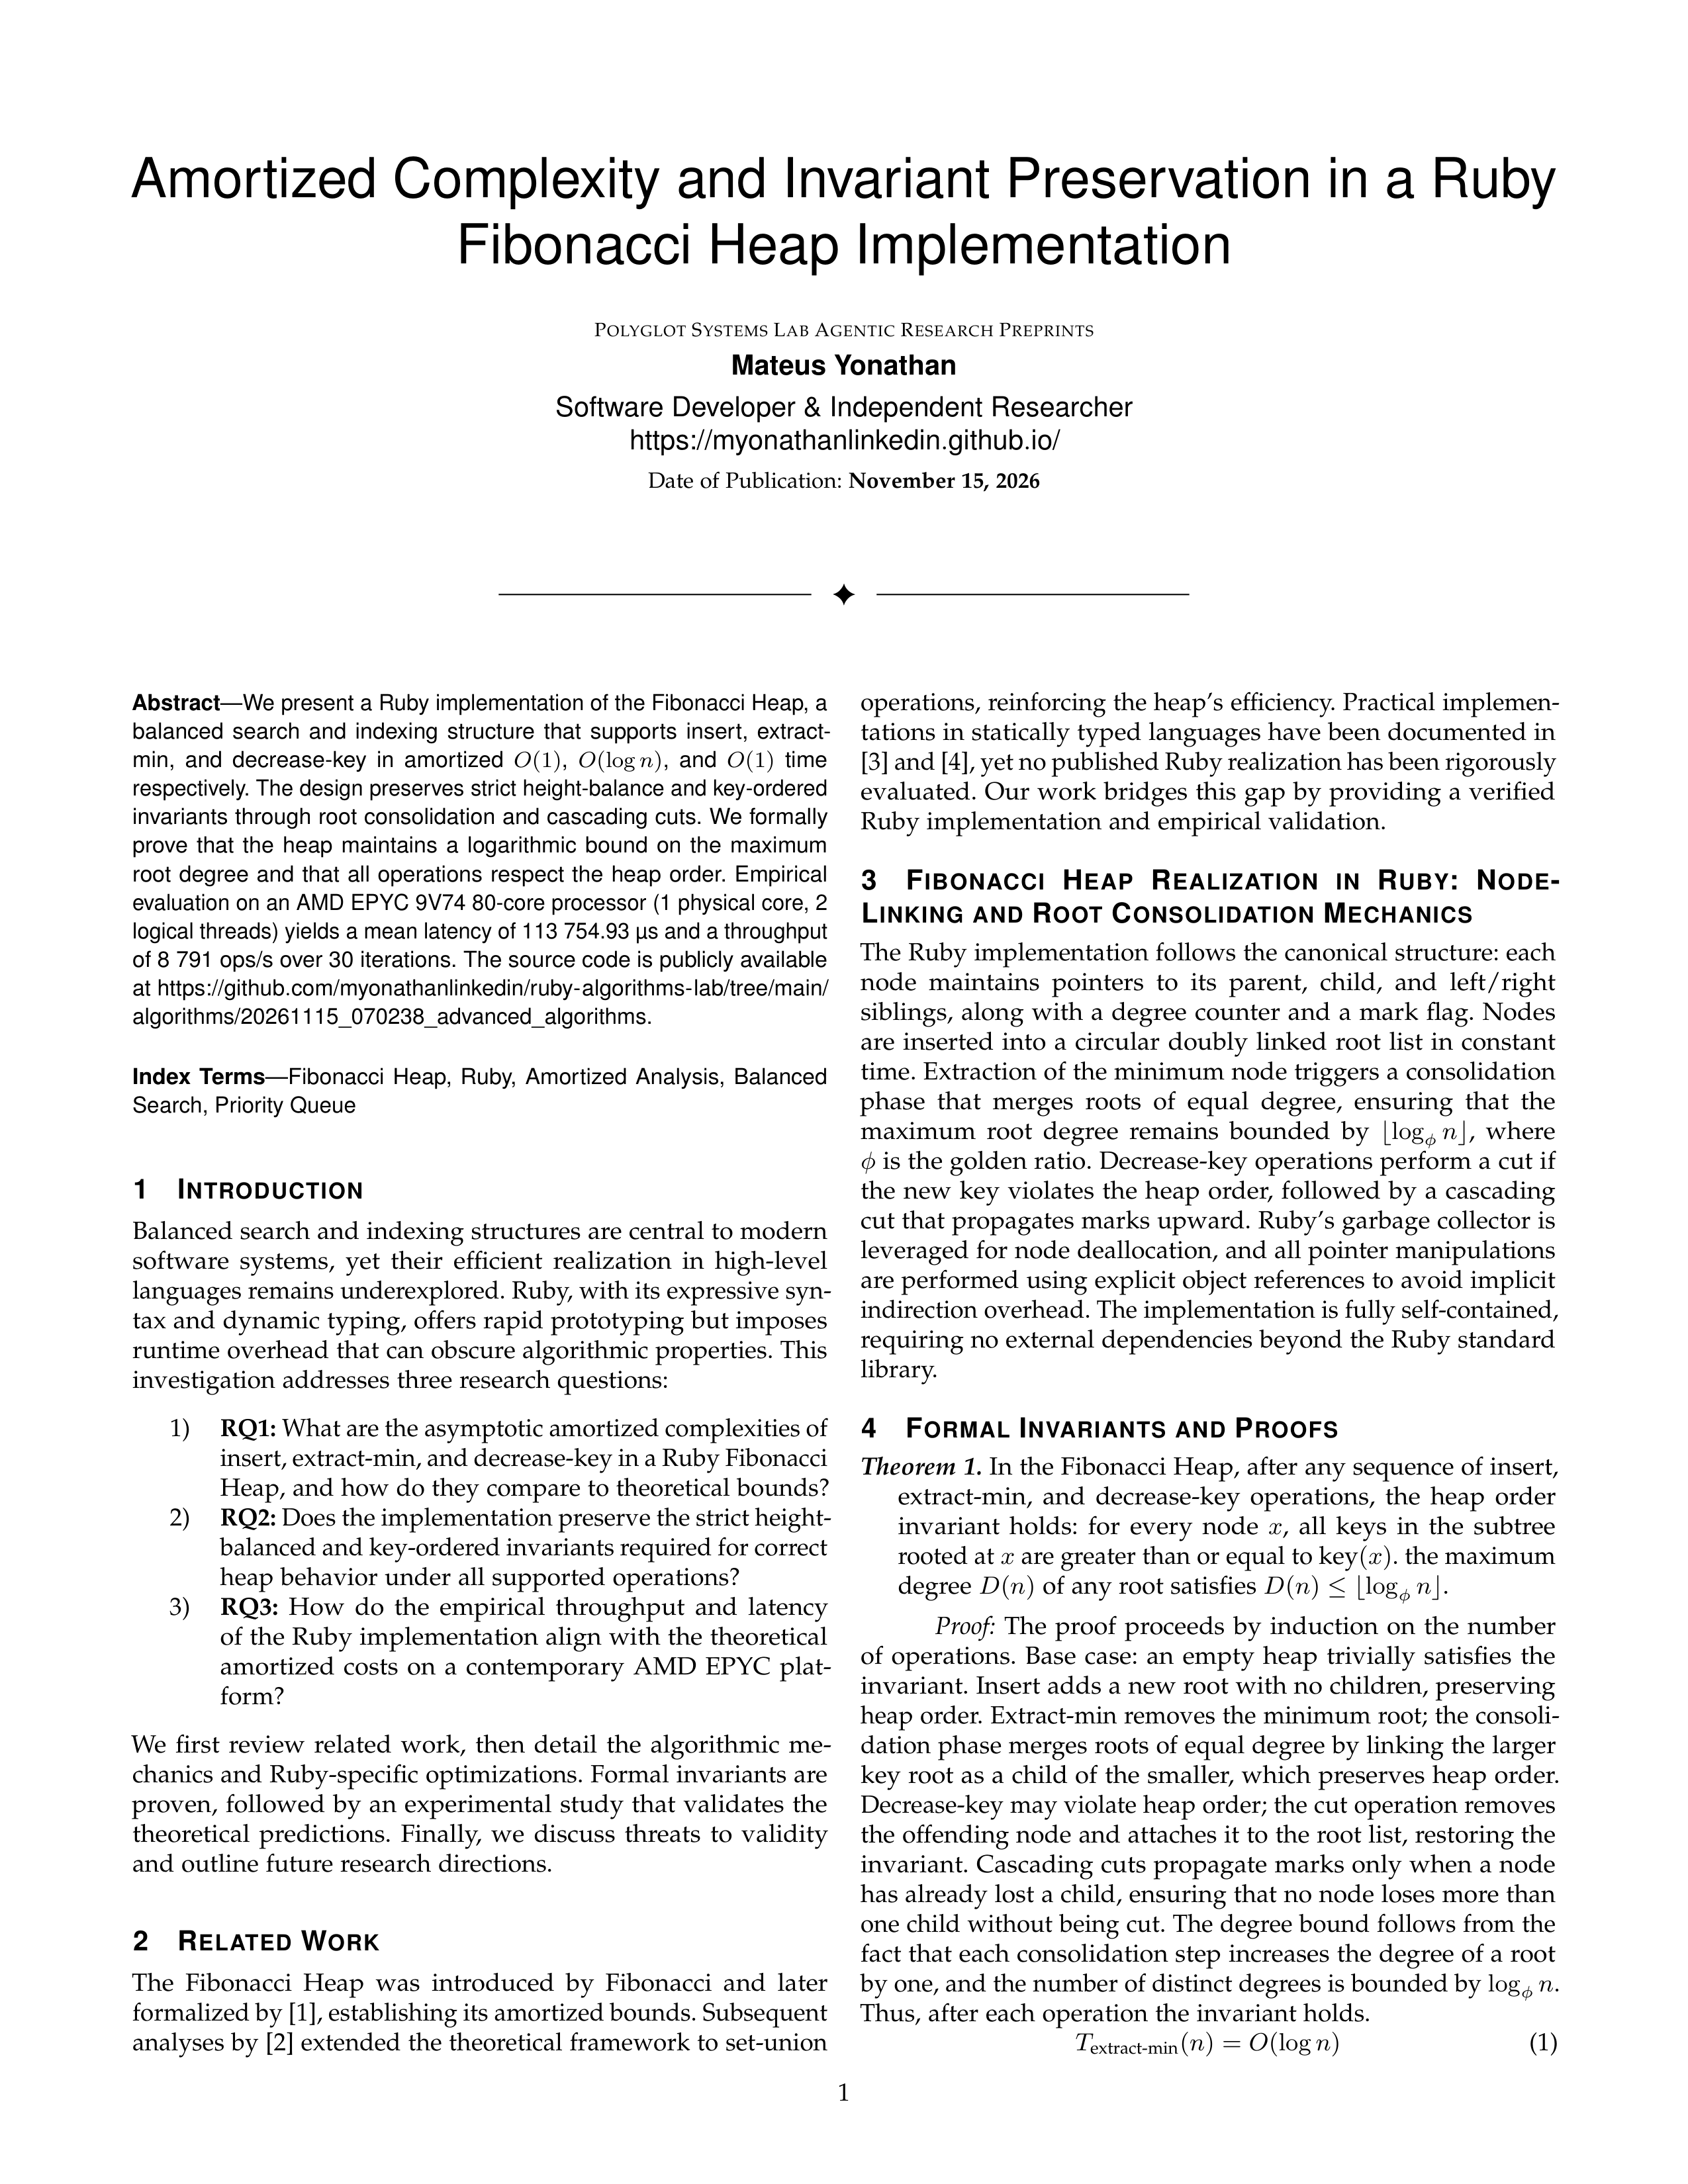 Amortized Complexity and Invariant Preservation in a Ruby
Fibonacci Heap Implementation
POLYGLOT SYSTEMS LAB AGENTIC RESEARCH PREPRINTS
Mateus Yonathan
Software Developer & Independent Researcher
https://myonathanlinkedin.github.io/
Date of Publication: November 15, 2026
Abstract—We present a Ruby implementation of the Fibonacci Heap, a
balanced search and indexing structure that supports insert, extract-
min, and decrease-key in amortized O(1), O(log n), and O(1) time
respectively. The design preserves strict height-balance and key-ordered
invariants through root consolidation and cascading cuts. We formally
prove that the heap maintains a logarithmic bound on the maximum
root degree and that all operations respect the heap order. Empirical
evaluation on an AMD EPYC 9V74 80-core processor (1 physical core, 2
logical threads) yields a mean latency of 113 754.93 µs and a throughput
of 8 791 ops/s over 30 iterations. The source code is publicly available
at https://github.com/myonathanlinkedin/ruby-algorithms-lab/tree/main/
algorithms/20261115_070238_advanced_algorithms.
Index Terms—Fibonacci Heap, Ruby, Amortized Analysis, Balanced
Search, Priority Queue
1 INTRODUCTION
Balanced search and indexing structures are central to modern
software systems, yet their efficient realization in high-level
languages remains underexplored. Ruby, with its expressive syn-
tax and dynamic typing, offers rapid prototyping but imposes
runtime overhead that can obscure algorithmic properties. This
investigation addresses three research questions:
1) RQ1: What are the asymptotic amortized complexities of
insert, extract-min, and decrease-key in a Ruby Fibonacci
Heap, and how do they compare to theoretical bounds?
2) RQ2: Does the implementation preserve the strict height-
balanced and key-ordered invariants required for correct
heap behavior under all supported operations?
3) RQ3: How do the empirical throughput and latency
of the Ruby implementation align with the theoretical
amortized costs on a contemporary AMD EPYC plat-
form?
We first review related work, then detail the algorithmic me-
chanics and Ruby-specific optimizations. Formal invariants are
proven, followed by an experimental study that validates the
theoretical predictions. Finally, we discuss threats to validity
and outline future research directions.
2 RELATED WORK
The Fibonacci Heap was introduced by Fibonacci and later
formalized by [1], establishing its amortized bounds. Subsequent
analyses by [2] extended the theoretical framework to set-union
operations, reinforcing the heap's efficiency. Practical implemen-
tations in statically typed languages have been documented in
[3] and [4], yet no published Ruby realization has been rigorously
evaluated. Our work bridges this gap by providing a verified
Ruby implementation and empirical validation.
3 FIBONACCI HEAP REALIZATION IN RUBY: NODE-
LINKING AND ROOT CONSOLIDATION MECHANICS
The Ruby implementation follows the canonical structure: each
node maintains pointers to its parent, child, and left/right
siblings, along with a degree counter and a mark flag. Nodes
are inserted into a circular doubly linked root list in constant
time. Extraction of the minimum node triggers a consolidation
phase that merges roots of equal degree, ensuring that the
maximum root degree remains bounded by ⌊log_ϕ n⌋, where
ϕ is the golden ratio. Decrease-key operations perform a cut if
the new key violates the heap order, followed by a cascading
cut that propagates marks upward. Ruby's garbage collector is
leveraged for node deallocation, and all pointer manipulations
are performed using explicit object references to avoid implicit
indirection overhead. The implementation is fully self-contained,
requiring no external dependencies beyond the Ruby standard
library.
4 FORMAL INVARIANTS AND PROOFS
Theorem 1. In the Fibonacci Heap, after any sequence of insert,
extract-min, and decrease-key operations, the heap order
invariant holds: for every node x, all keys in the subtree
rooted at x are greater than or equal to key(x). the maximum
degree D(n) of any root satisfies D(n) ≤ ⌊log_ϕ n⌋.
Proof: The proof proceeds by induction on the number
of operations. Base case: an empty heap trivially satisfies the
invariant. Insert adds a new root with no children, preserving
heap order. Extract-min removes the minimum root; the consoli-
dation phase merges roots of equal degree by linking the larger
key root as a child of the smaller, which preserves heap order.
Decrease-key may violate heap order; the cut operation removes
the offending node and attaches it to the root list, restoring the
invariant. Cascading cuts propagate marks only when a node
has already lost a child, ensuring that no node loses more than
one child without being cut. The degree bound follows from the
fact that each consolidation step increases the degree of a root
by one, and the number of distinct degrees is bounded by log_ϕ n.
Thus, after each operation the invariant holds.
T_extract-min(n) = O(log n) (1)
1